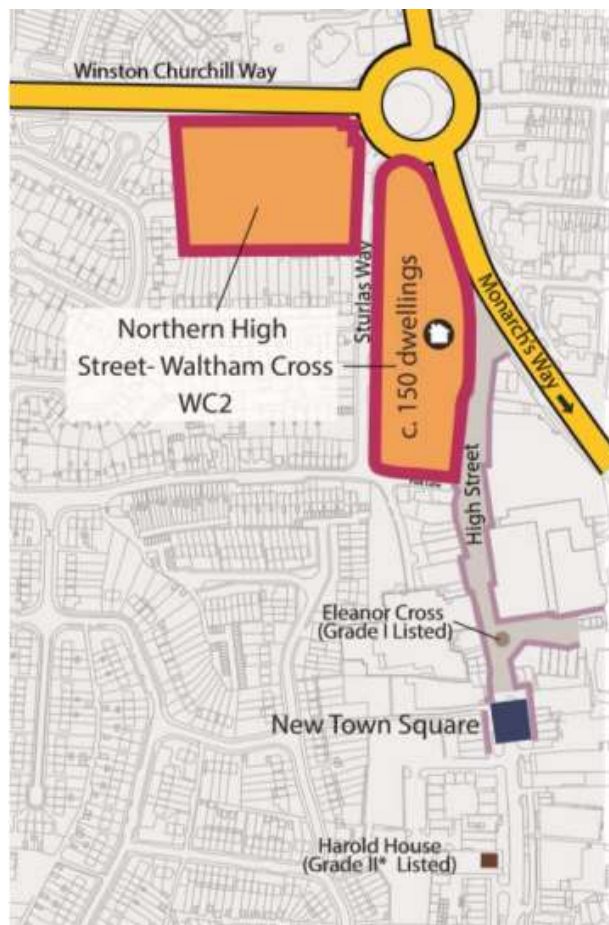 Winston Churchill Way
Sturlas Way
c. 150 dwellings
Monarch's Way
Northern High
Street- Waltham Cross
WC2
High Street
Eleanor Cross
(Grade I Listed)
New Town Square
Harold House
(Grade II* Listed)